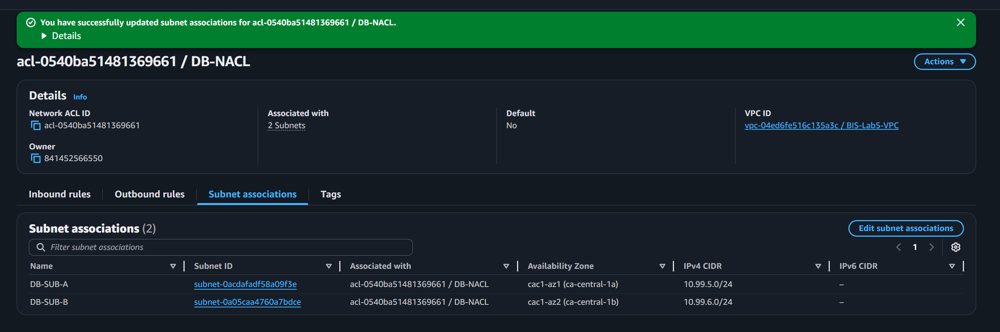 You have successfully updated subnet associations for acl-0540ba51481369661 / DB-NACL.
Details
acl-0540ba51481369661 / DB-NACL
Actions
Details Info
Network ACL ID
acl-0540ba51481369661
Associated with
2 Subnets
Default
No
VPC ID
vpc-04ed6fe516c135a3c / BIS-Lab5-VPC
Owner
841452566550
Inbound rules Outbound rules Subnet associations Tags
Subnet associations (2)
Edit subnet associations
Filter subnet associations
1
Name Subnet ID Associated with Availability Zone IPv4 CIDR IPv6 CIDR
DB-SUB-A subnet-0acdafadf58a09f3e acl-0540ba51481369661 / DB-NACL cac1-az1 (ca-central-1a) 10.99.5.0/24 –
DB-SUB-B subnet-0a05caa4760a7bdce acl-0540ba51481369661 / DB-NACL cac1-az2 (ca-central-1b) 10.99.6.0/24 –